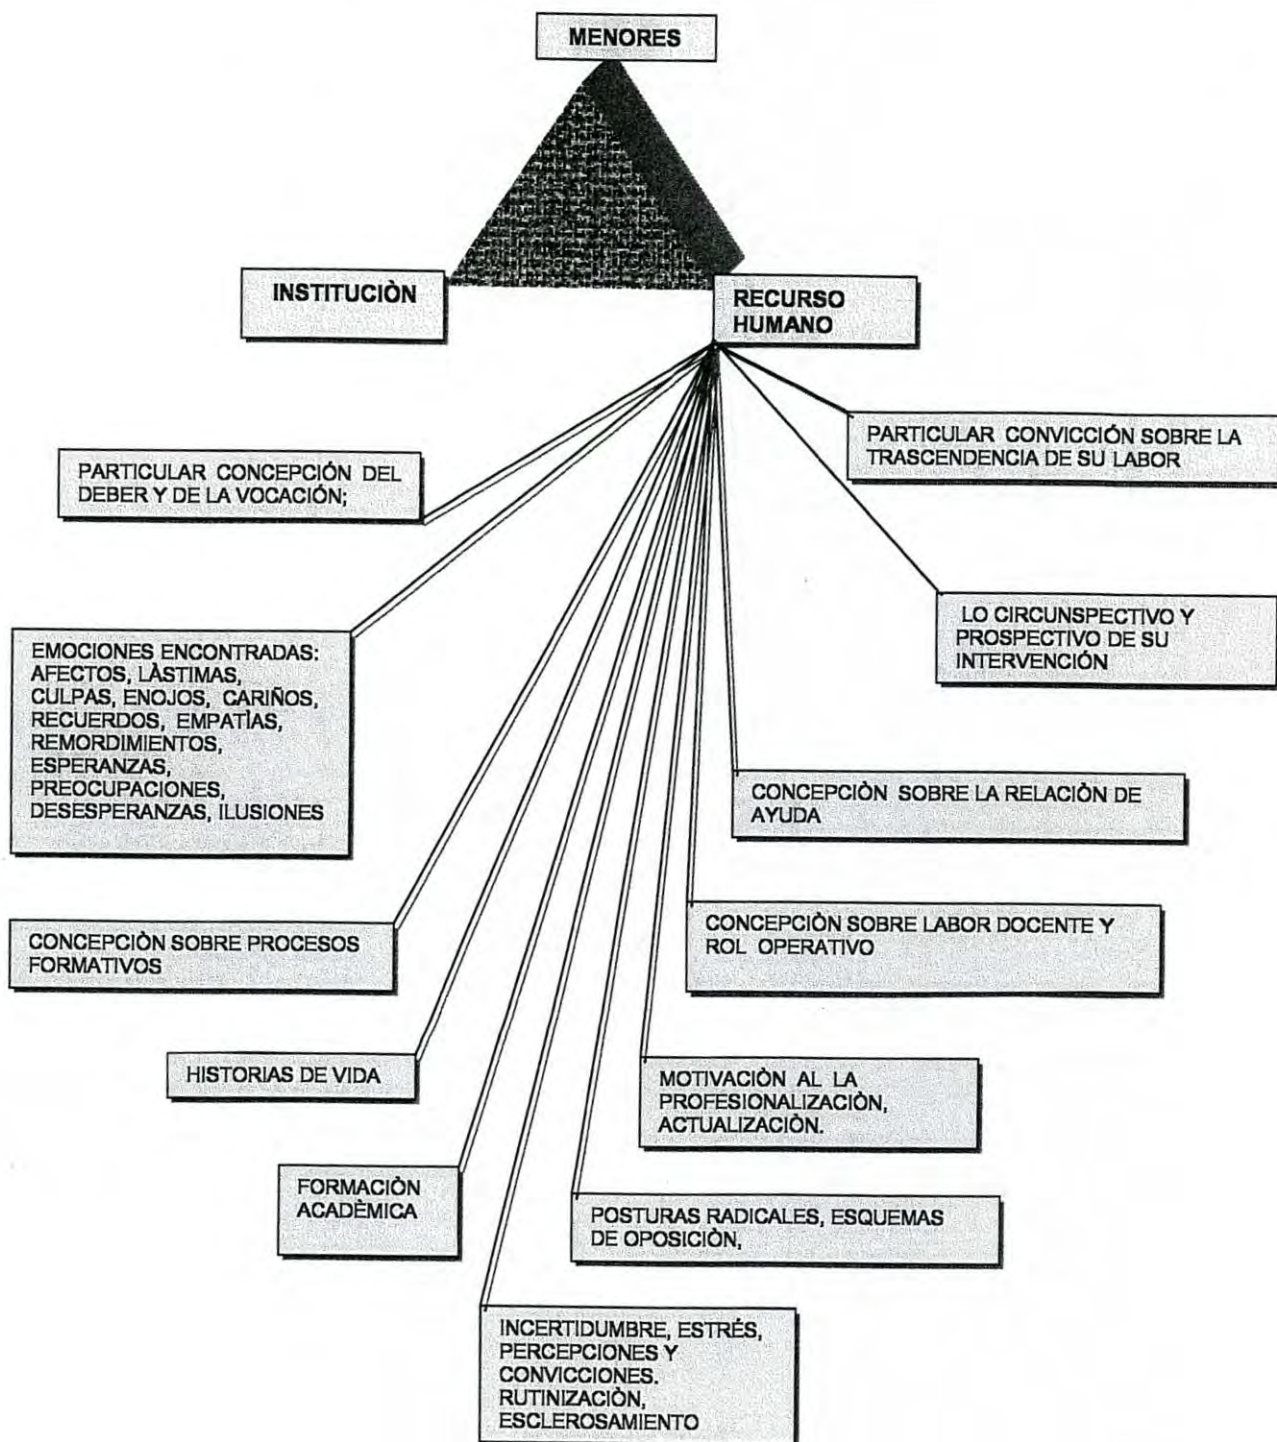 MENORES
INSTITUCIÒN
RECURSO
HUMANO
PARTICULAR CONVICCIÓN SOBRE LA
TRASCENDENCIA DE SU LABOR
PARTICULAR CONCEPCIÓN DEL
DEBER Y DE LA VOCACIÓN;
LO CIRCUNSPECTIVO Y
PROSPECTIVO DE SU
INTERVENCIÓN
EMOCIONES ENCONTRADAS:
AFECTOS, LÀSTIMAS,
CULPAS, ENOJOS, CARIÑOS,
RECUERDOS, EMPATÌAS,
REMORDIMIENTOS,
ESPERANZAS,
PREOCUPACIONES,
DESESPERANZAS, ILUSIONES
CONCEPCIÒN SOBRE LA RELACIÓN DE
AYUDA
CONCEPCIÒN SOBRE PROCESOS
FORMATIVOS
CONCEPCIÒN SOBRE LABOR DOCENTE Y
ROL OPERATIVO
HISTORIAS DE VIDA
MOTIVACIÒN AL LA
PROFESIONALIZACIÒN,
ACTUALIZACIÒN.
FORMACIÒN
ACADÈMICA
POSTURAS RADICALES, ESQUEMAS
DE OPOSICIÒN,
INCERTIDUMBRE, ESTRÉS,
PERCEPCIONES Y
CONVICCIONES.
RUTINIZACIÒN,
ESCLEROSAMIENTO